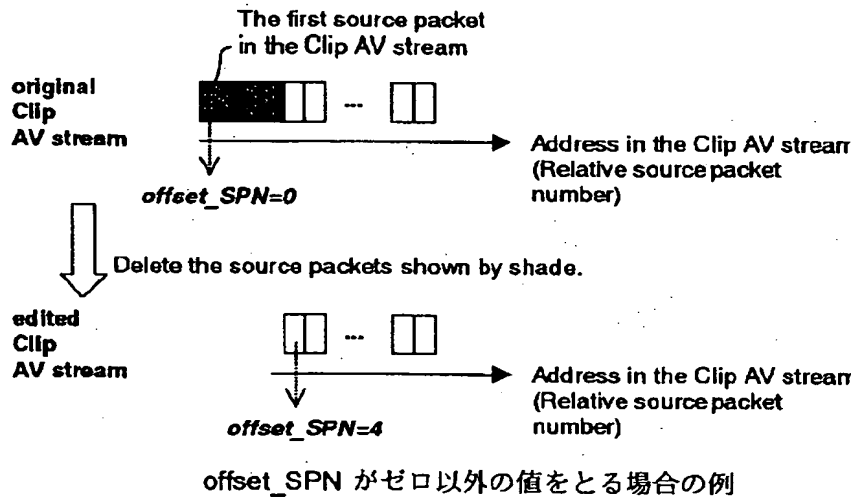 The first source packet
in the Clip AV stream
original
Clip
AV stream
...
Address in the Clip AV stream
(Relative source packet
number)
offset_SPN=0
Delete the source packets shown by shade.
edited
Clip
AV stream
...
Address in the Clip AV stream
(Relative source packet
number)
offset_SPN=4
offset_SPN がゼロ以外の値をとる場合の例